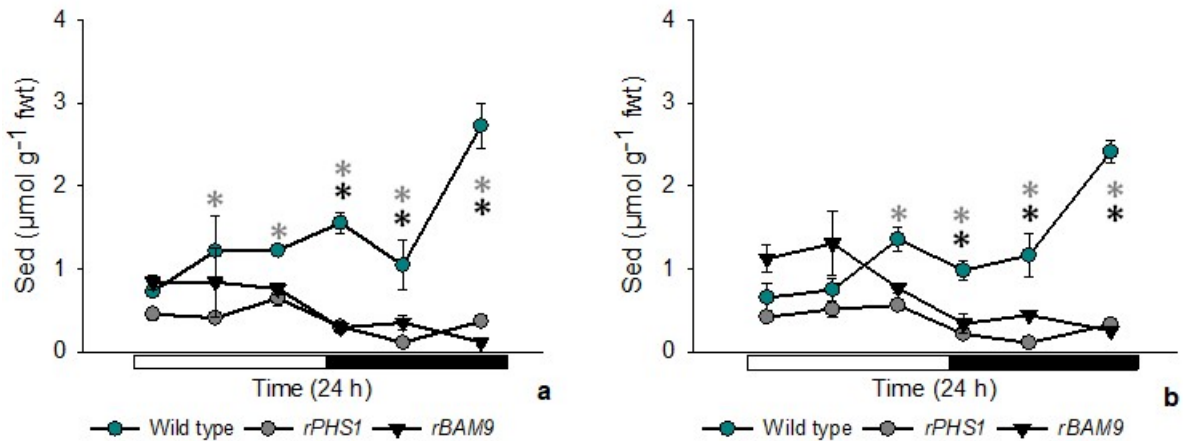 4
3
2
1
0
Sed (µmol g⁻¹ fwt)
* * * * * * * *
Time (24 h)
a
Wild type rPHS1 rBAM9
4
3
2
1
0
Sed (µmol g⁻¹ fwt)
* * * * * * *
Time (24 h)
b
Wild type rPHS1 rBAM9